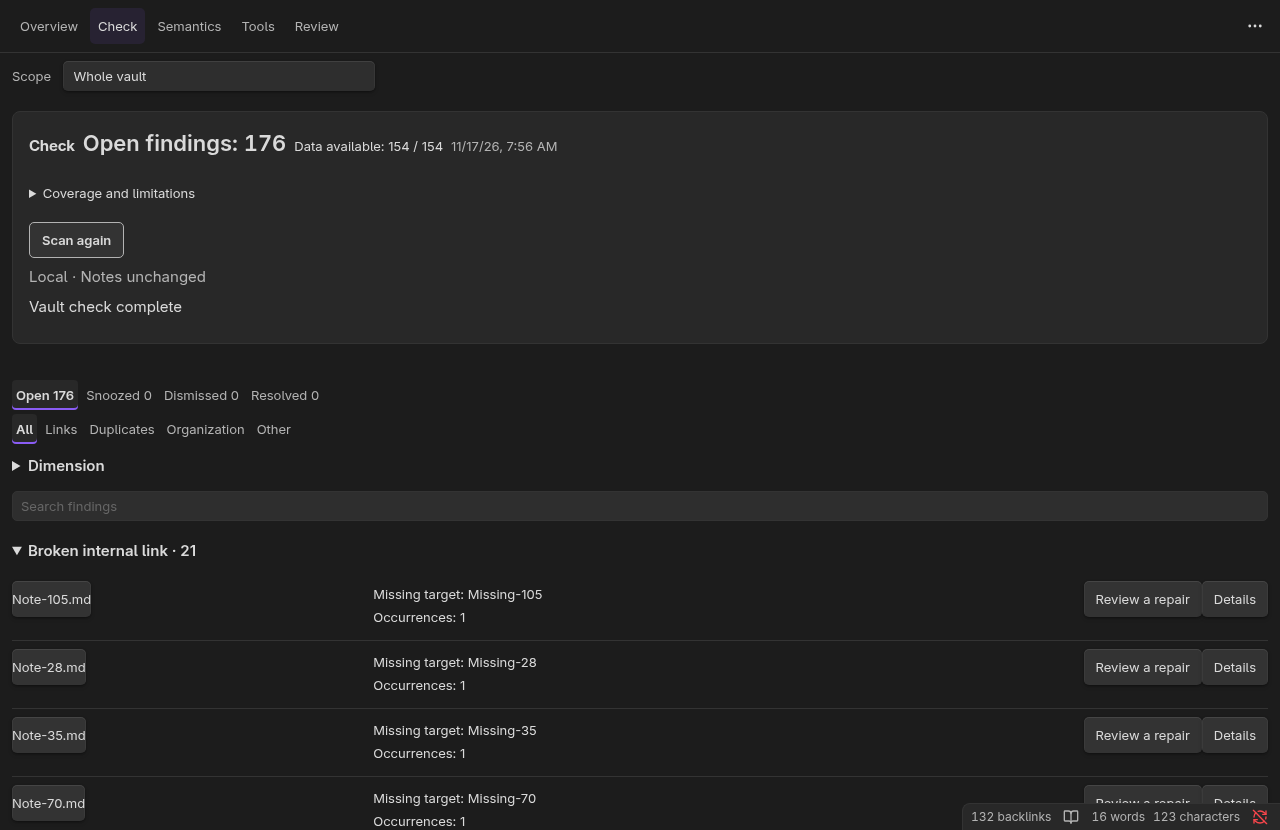 Overview Check Semantics Tools Review
Scope Whole vault
Check Open findings: 176 Data available: 154 / 154 11/17/26, 7:56 AM
Coverage and limitations
Scan again
Local · Notes unchanged
Vault check complete
Open 176 Snoozed 0 Dismissed 0 Resolved 0
All Links Duplicates Organization Other
Dimension
Search findings
Broken internal link · 21
Note-105.md Missing target: Missing-105 Review a repair Details
Occurrences: 1
Note-28.md Missing target: Missing-28 Review a repair Details
Occurrences: 1
Note-35.md Missing target: Missing-35 Review a repair Details
Occurrences: 1
Note-70.md Missing target: Missing-70 Review a repair Details
Occurrences: 1
132 backlinks 16 words 123 characters